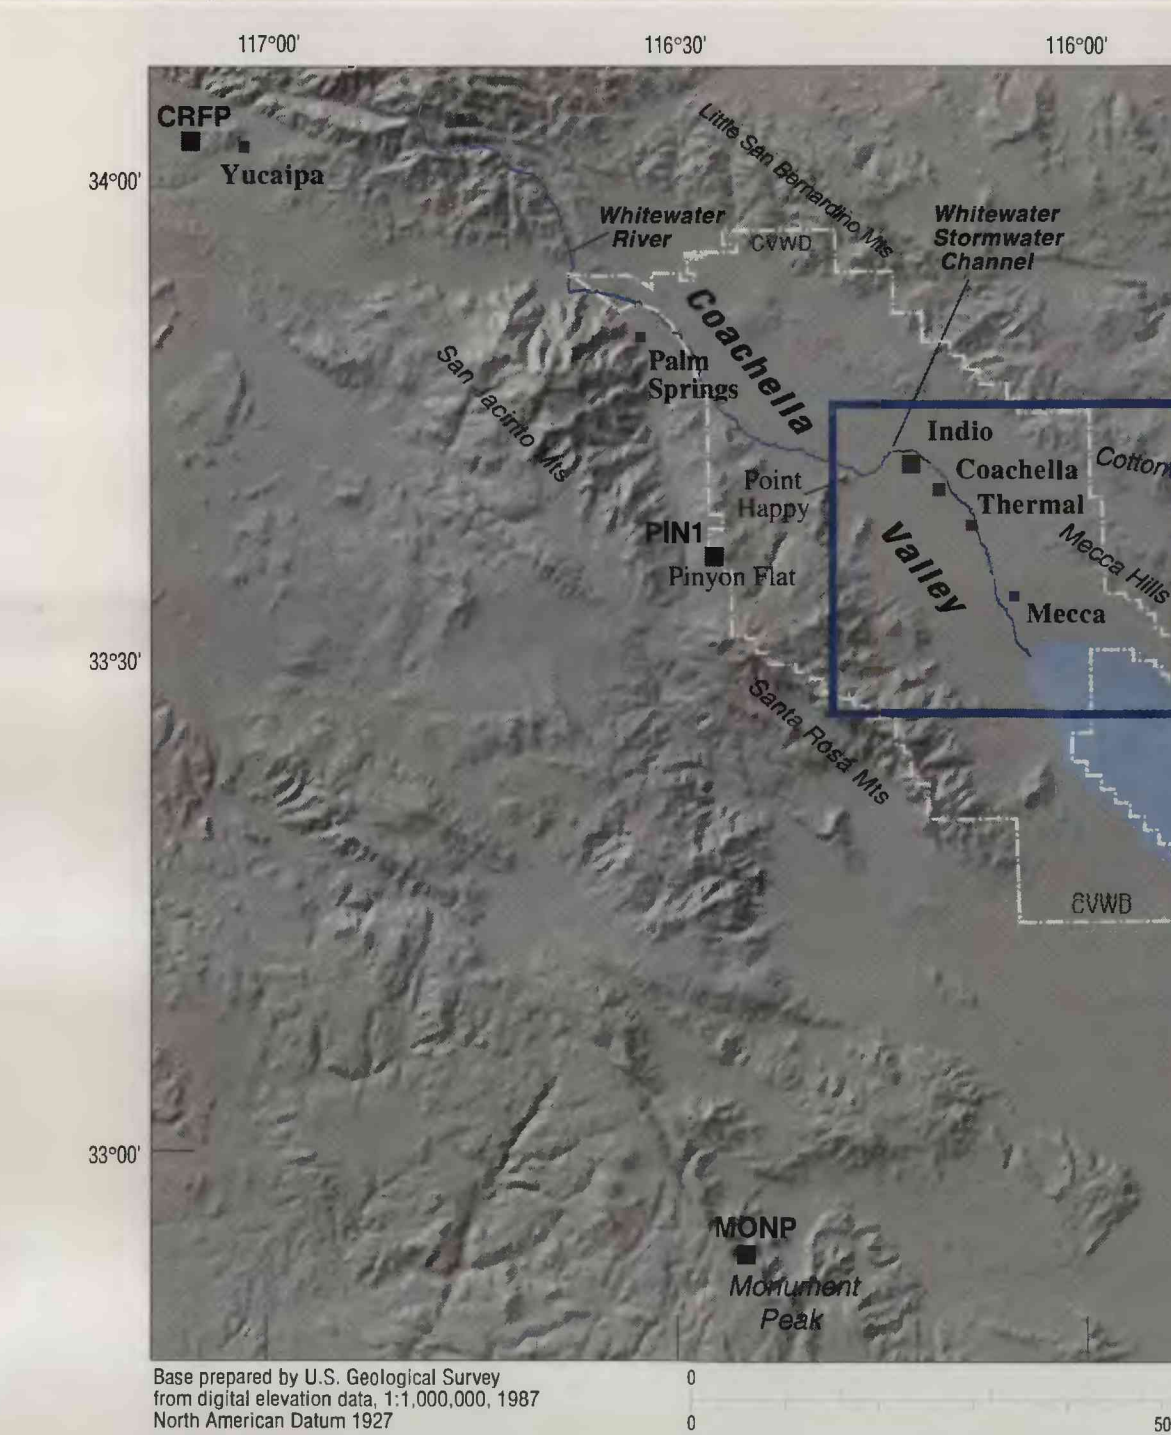 117°00' 116°30' 116°00'
CRFP
Yucaipa
34°00'
Little San Bernardino Mts
Whitewater
River
CVWD
Whitewater
Stormwater
Channel
Coachella
Valley
Palm
Springs
San Jacinto Mts
Indio
Coachella
Thermal
Cotton
Point
Happy
PIN1
Pinyon Flat
Mecca Hills
Mecca
33°30'
Santa Rosa Mts
CVWD
33°00'
MONP
Monument
Peak
Base prepared by U.S. Geological Survey
from digital elevation data, 1:1,000,000, 1987
North American Datum 1927
0
0 50